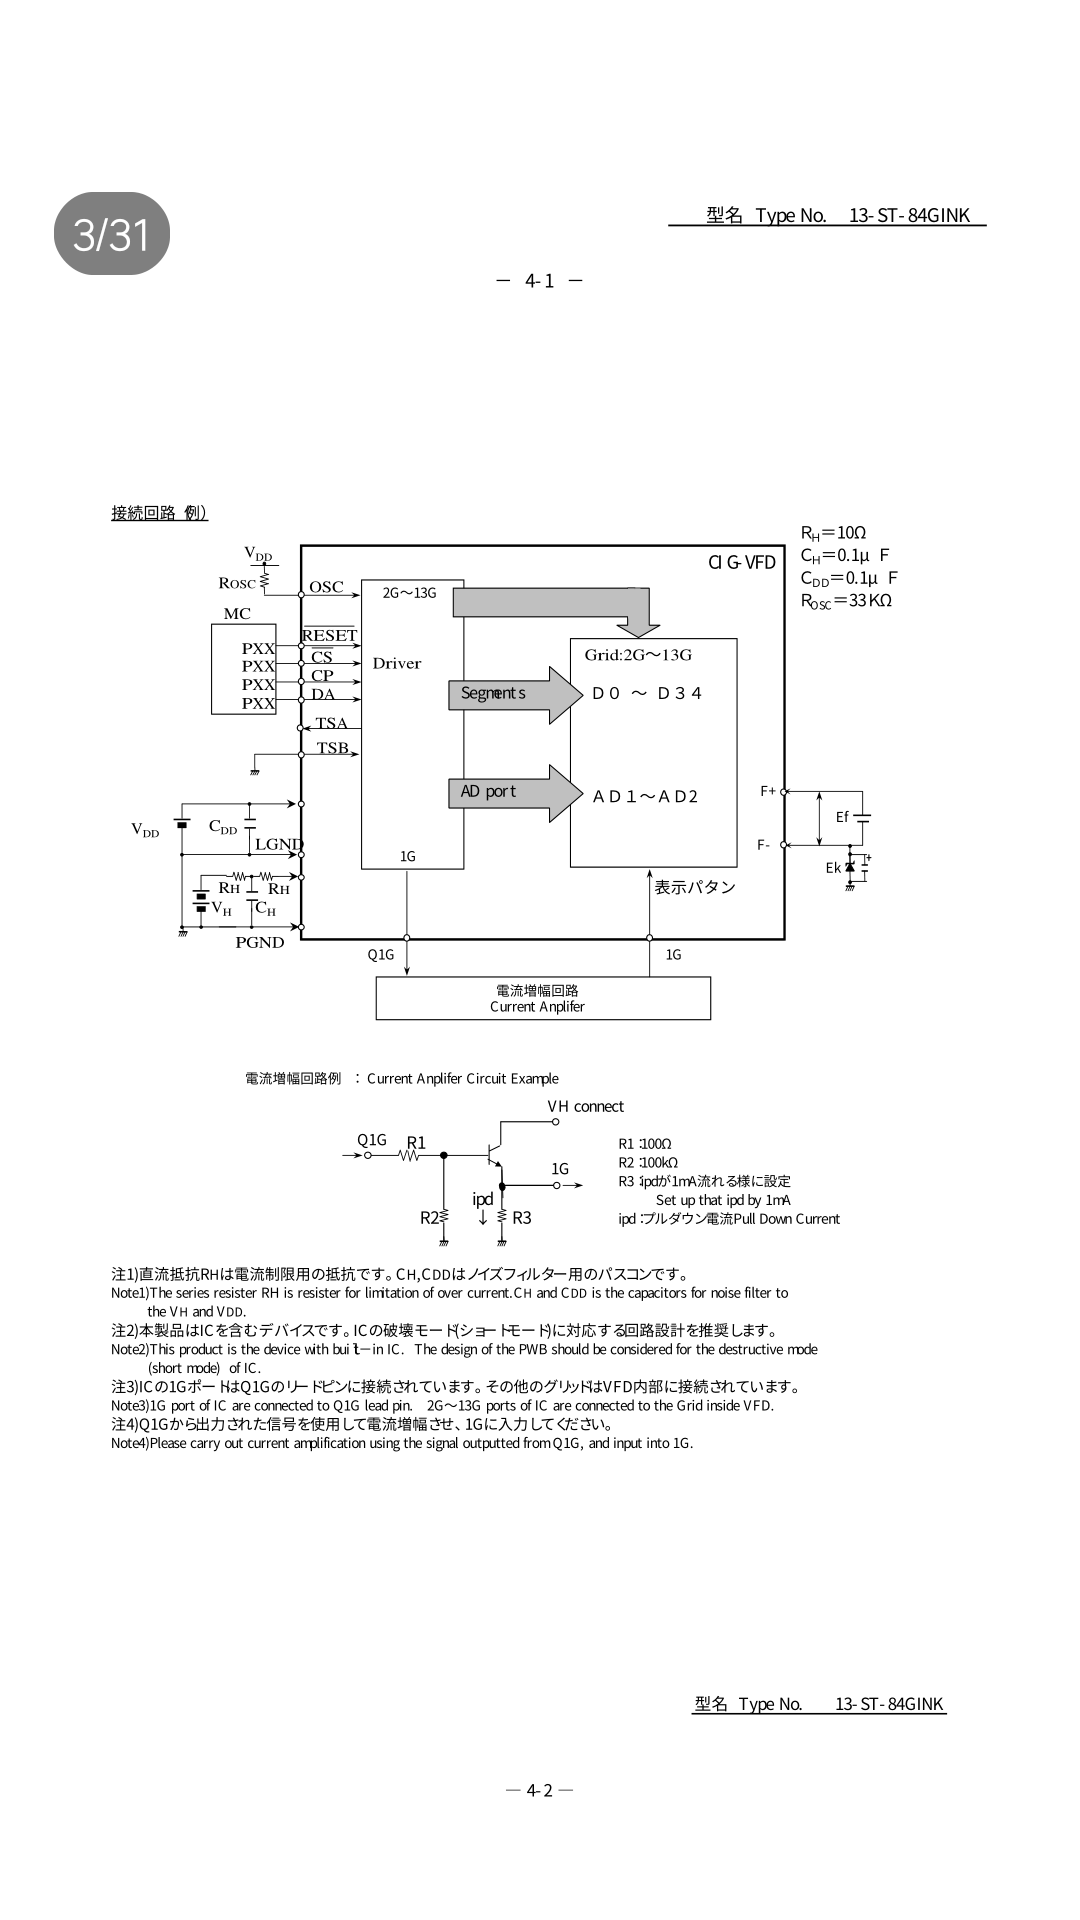 3/31
型名 Type No. 13-ST-84GINK
— 4-1 —
接続回路 例）
RH＝10Ω
CH＝0.1μ F
CDD＝0.1μ F
ROSC＝33KΩ
VDD
ROSC
OSC
CIG-VFD
2G～13G
MC
RESET
PXX
CS
PXX
CP
PXX
DA
PXX
Driver
Grid:2G～13G
Segments
D0 ～ D34
TSA
TSB
AD port
AD1～AD2
F+
Ef
F-
Ek
VDD
CDD
LGND
1G
RH
RH
VH
CH
表示パタン
PGND
Q1G
1G
電流増幅回路
Current Anplifer
電流増幅回路例 ： Current Anplifer Circuit Example
VH connect
Q1G
R1
1G
ipd
↓
R2
R3
R1 :100Ω
R2 :100kΩ
R3 :ipdが1mA流れる様に設定
Set up that ipd by 1mA
ipd :プルダウン電流Pull Down Current
注1)直流抵抗RHは電流制限用の抵抗です。CH,CDDはノイズフィルター用のパスコンです。
Note1)The series resister RH is resister for limitation of over current.CH and CDD is the capacitors for noise filter to
the VH and VDD.
注2)本製品はICを含むデバイスです。ICの破壊モード(ショートモード)に対応する回路設計を推奨します。
Note2)This product is the device with built－in IC. The design of the PWB should be considered for the destructive mode
(short mode) of IC.
注3)ICの1GポートはQ1Gのリードピンに接続されています。その他のグリッドはVFD内部に接続されています。
Note3)1G port of IC are connected to Q1G lead pin. 2G～13G ports of IC are connected to the Grid inside VFD.
注4)Q1Gから出力された信号を使用して電流増幅させ、1Gに入力してください。
Note4)Please carry out current amplification using the signal outputted from Q1G, and input into 1G.
型名 Type No. 13-ST-84GINK
— 4-2 —